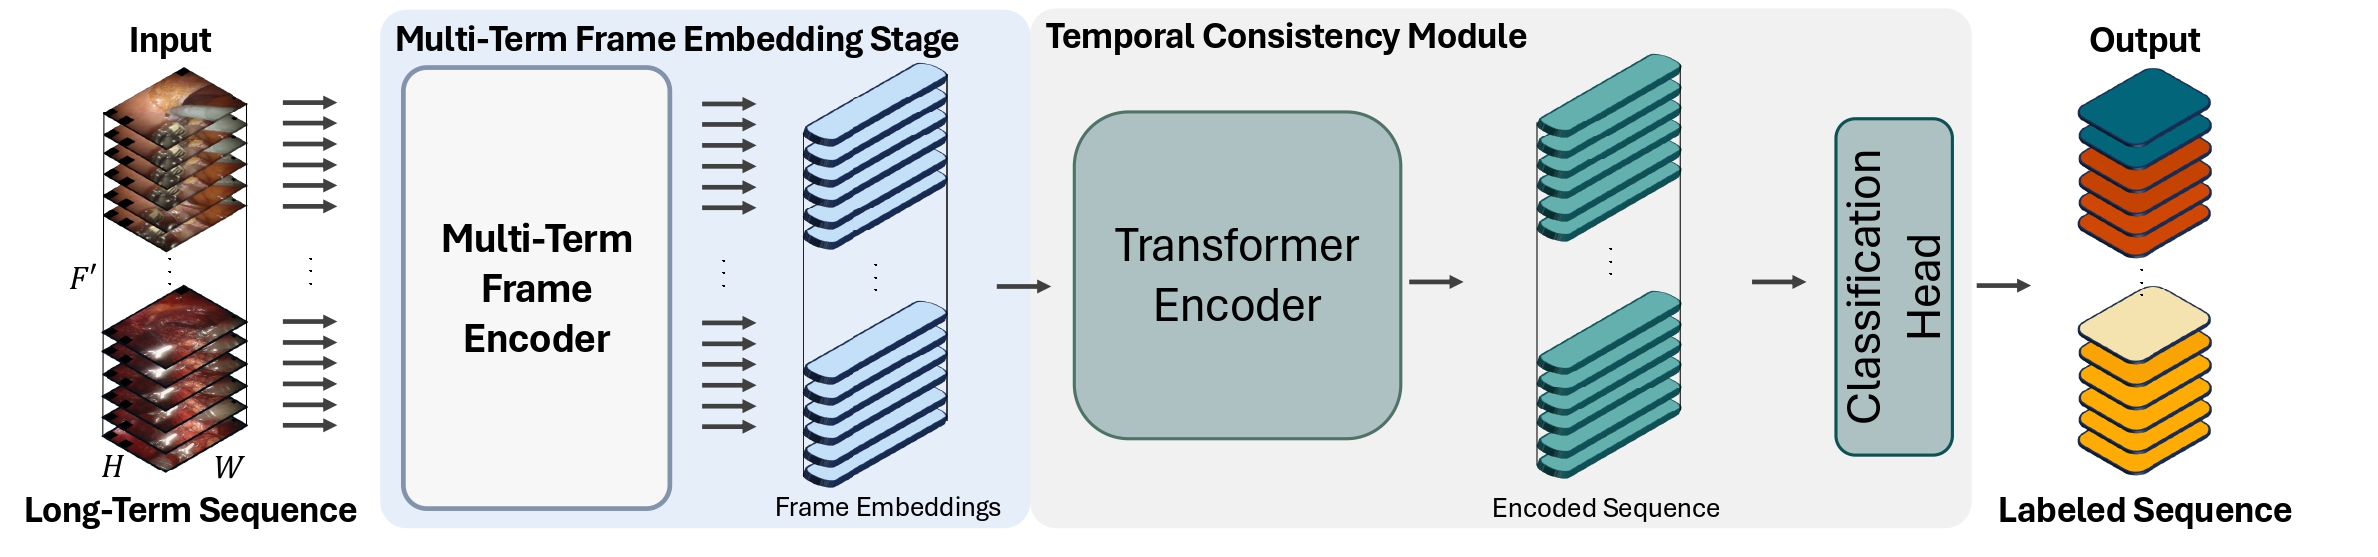 Input
F′
H
W
Long-Term Sequence
Multi-Term Frame Embedding Stage
Multi-Term
Frame
Encoder
Frame Embeddings
Temporal Consistency Module
Transformer
Encoder
Encoded Sequence
Classification
Head
Output
Labeled Sequence